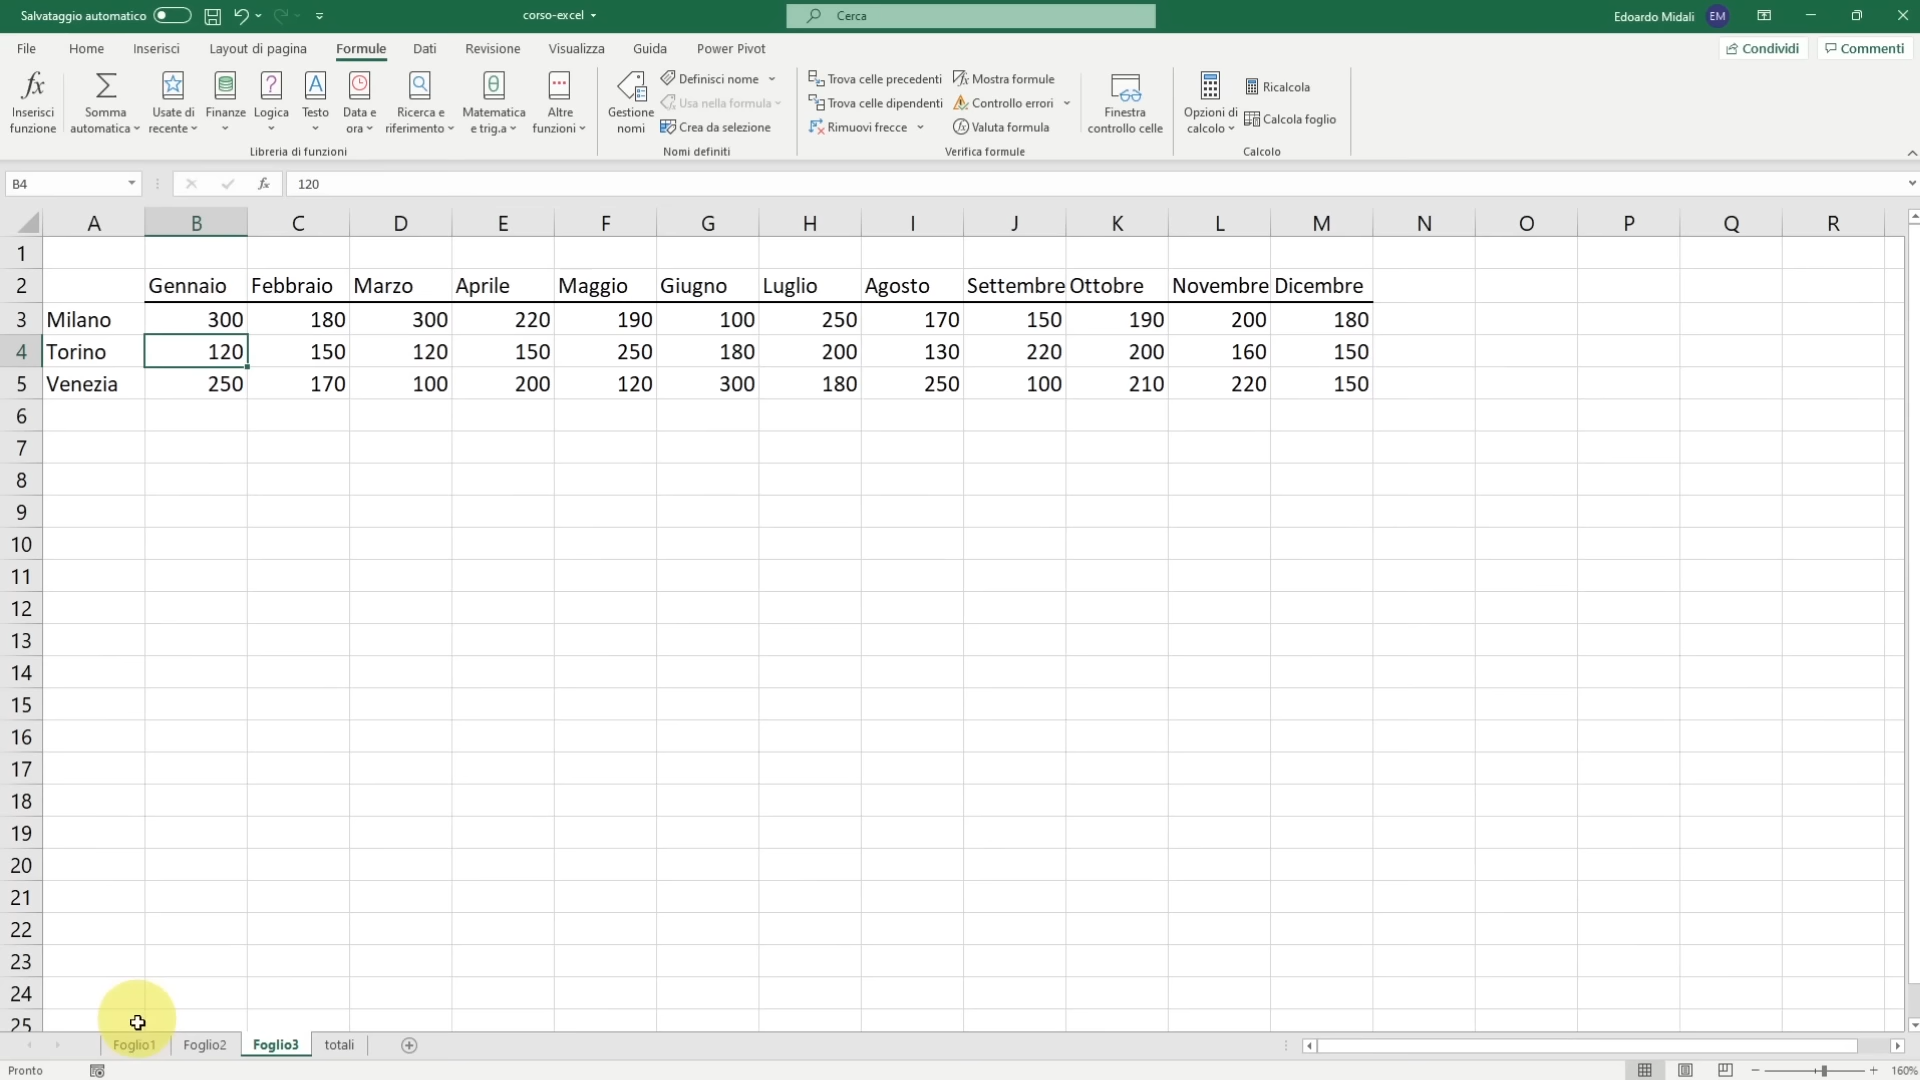 Salvataggio automatico corso-excel Cerca Edoardo Midali EM
File Home Inserisci Layout di pagina Formule Dati Revisione Visualizza Guida Power Pivot Condividi Commenti
Inserisci funzione
Somma automatica
Usate di recente
Finanze
Logica
Testo
Data e ora
Ricerca e riferimento
Matematica e trig.a
Altre funzioni
Libreria di funzioni
Gestione nomi
Definisci nome
Usa nella formula
Crea da selezione
Nomi definiti
Trova celle precedenti
Trova celle dipendenti
Rimuovi frecce
Mostra formule
Controllo errori
Valuta formula
Verifica formule
Finestra controllo celle
Opzioni di calcolo
Ricalcola
Calcola foglio
Calcolo
B4 fx 120
A B C D E F G H I J K L M N O P Q R
1
2 Gennaio Febbraio Marzo Aprile Maggio Giugno Luglio Agosto Settembre Ottobre Novembre Dicembre
3 Milano 300 180 300 220 190 100 250 170 150 190 200 180
4 Torino 120 150 120 150 250 180 200 130 220 200 160 150
5 Venezia 250 170 100 200 120 300 180 250 100 210 220 150
6
7
8
9
10
11
12
13
14
15
16
17
18
19
20
21
22
23
24
25
Foglio1 Foglio2 Foglio3 totali
Pronto 160%